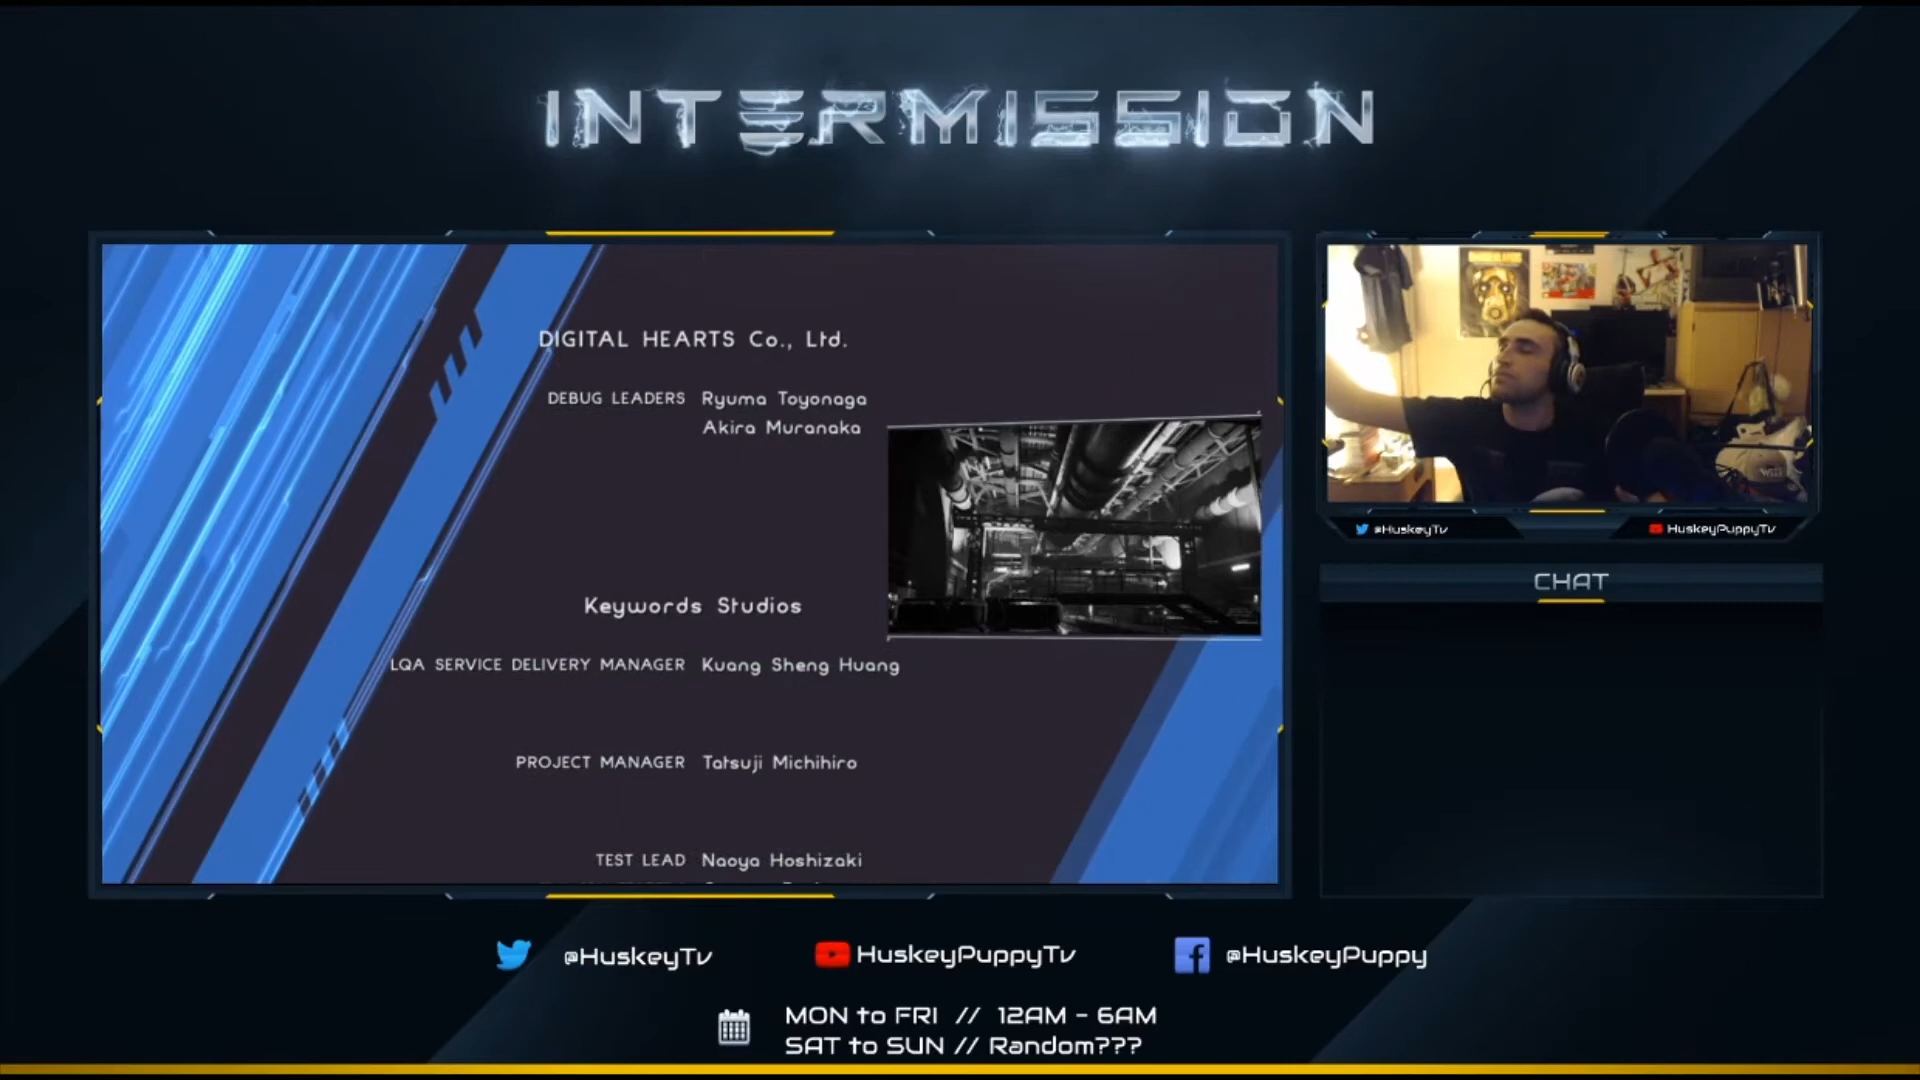 INTERMISSION
DIGITAL HEARTS Co., Ltd.
DEBUG LEADERS Ryuma Toyonaga
Akira Muranaka
Keywords Studios
LQA SERVICE DELIVERY MANAGER Kuang Sheng Huang
PROJECT MANAGER Tatsuji Michihiro
TEST LEAD Naoya Hoshizaki
@HuskeyTv
HuskeyPuppyTv
CHAT
@HuskeyTv
HuskeyPuppyTv
@HuskeyPuppy
MON to FRI // 12AM - 6AM
SAT to SUN // Random???